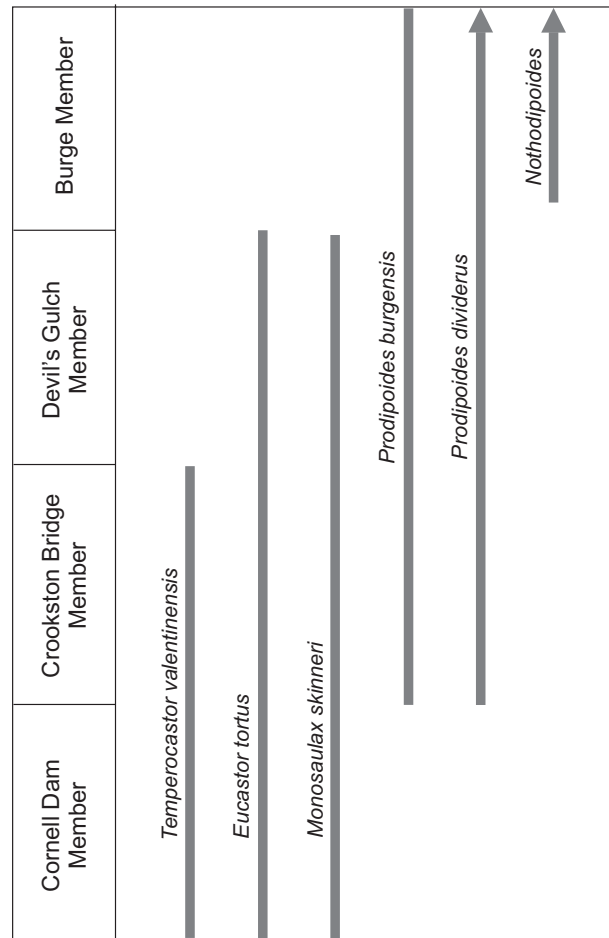 Burge Member
Devil's Gulch
Member
Crookston Bridge
Member
Cornell Dam
Member
Temperocastor valentinensis
Eucastor tortus
Monosaulax skinneri
Prodipoides burgensis
Prodipoides dividerus
Nothodipoides